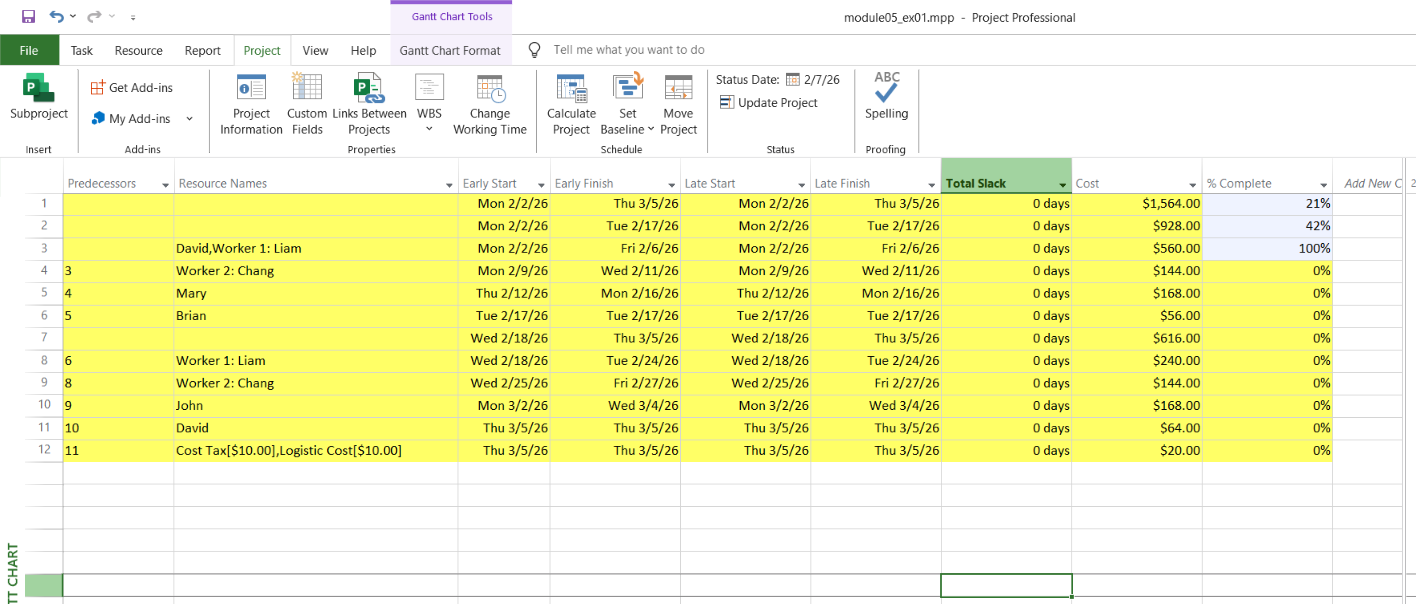 Gantt Chart Tools
module05_ex01.mpp - Project Professional
File Task Resource Report Project View Help Gantt Chart Format Tell me what you want to do
Subproject
Insert
Get Add-ins
My Add-ins
Add-ins
Project Information
Custom Fields
Links Between Projects
WBS
Change Working Time
Properties
Calculate Project
Set Baseline
Move Project
Schedule
Status Date: 2/7/26
Update Project
Status
ABC
Spelling
Proofing
Predecessors Resource Names Early Start Early Finish Late Start Late Finish Total Slack Cost % Complete Add New C 2
1 Mon 2/2/26 Thu 3/5/26 Mon 2/2/26 Thu 3/5/26 0 days $1,564.00 21%
2 Mon 2/2/26 Tue 2/17/26 Mon 2/2/26 Tue 2/17/26 0 days $928.00 42%
3 David,Worker 1: Liam Mon 2/2/26 Fri 2/6/26 Mon 2/2/26 Fri 2/6/26 0 days $560.00 100%
4 3 Worker 2: Chang Mon 2/9/26 Wed 2/11/26 Mon 2/9/26 Wed 2/11/26 0 days $144.00 0%
5 4 Mary Thu 2/12/26 Mon 2/16/26 Thu 2/12/26 Mon 2/16/26 0 days $168.00 0%
6 5 Brian Tue 2/17/26 Tue 2/17/26 Tue 2/17/26 Tue 2/17/26 0 days $56.00 0%
7 Wed 2/18/26 Thu 3/5/26 Wed 2/18/26 Thu 3/5/26 0 days $616.00 0%
8 6 Worker 1: Liam Wed 2/18/26 Tue 2/24/26 Wed 2/18/26 Tue 2/24/26 0 days $240.00 0%
9 8 Worker 2: Chang Wed 2/25/26 Fri 2/27/26 Wed 2/25/26 Fri 2/27/26 0 days $144.00 0%
10 9 John Mon 3/2/26 Wed 3/4/26 Mon 3/2/26 Wed 3/4/26 0 days $168.00 0%
11 10 David Thu 3/5/26 Thu 3/5/26 Thu 3/5/26 Thu 3/5/26 0 days $64.00 0%
12 11 Cost Tax[$10.00],Logistic Cost[$10.00] Thu 3/5/26 Thu 3/5/26 Thu 3/5/26 Thu 3/5/26 0 days $20.00 0%
TT CHART